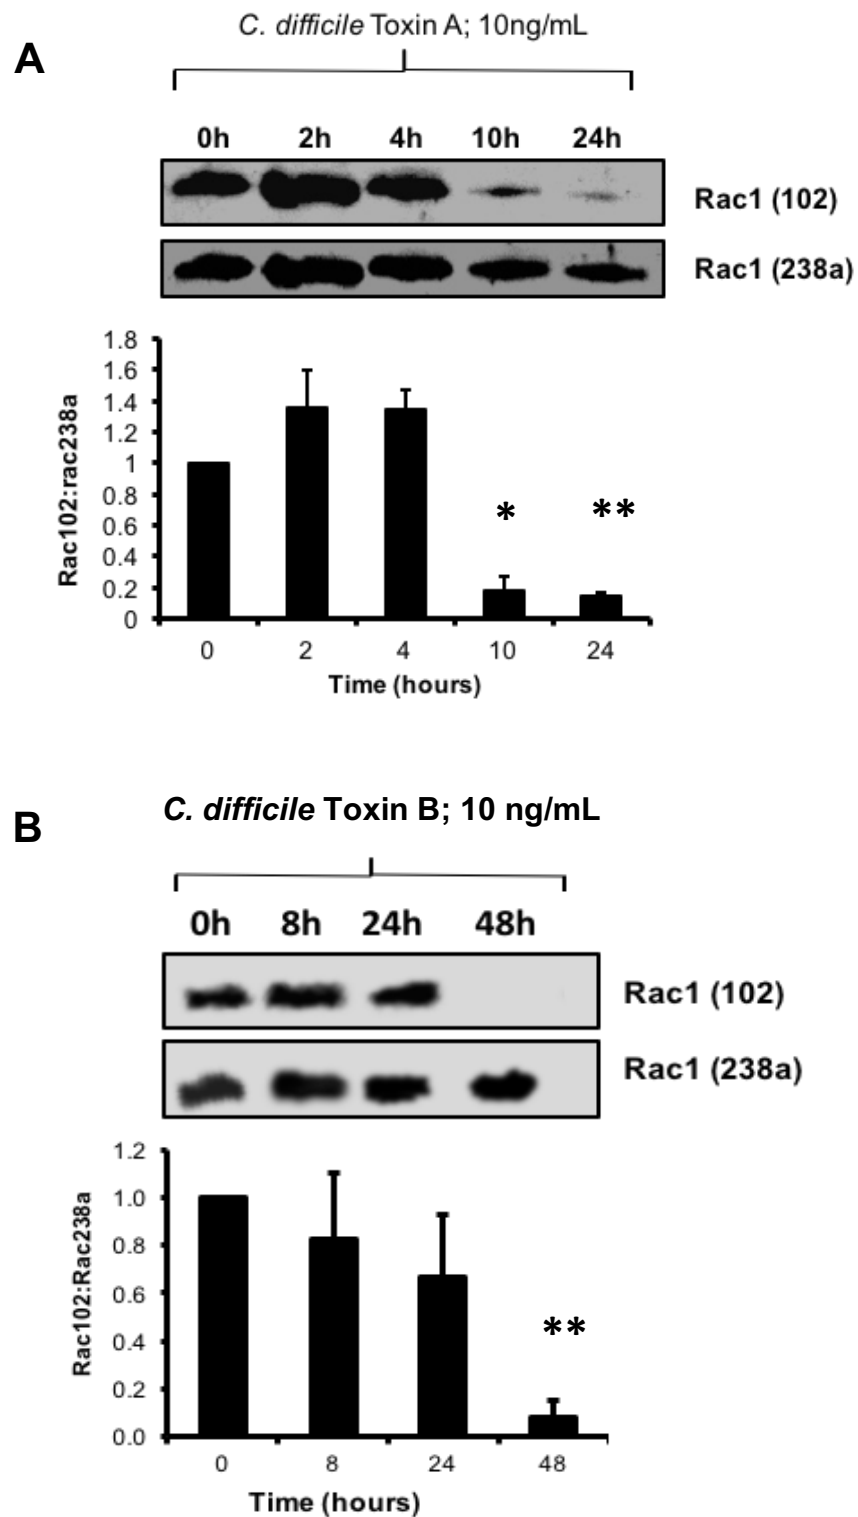 A
C. difficile Toxin A; 10ng/mL
0h 2h 4h 10h 24h
Rac1 (102)
Rac1 (238a)
Rac102:rac238a
1.8
1.6
1.4
1.2
1
0.8
0.6
0.4
0.2
0
* **
0 2 4 10 24
Time (hours)
B
C. difficile Toxin B; 10 ng/mL
0h 8h 24h 48h
Rac1 (102)
Rac1 (238a)
Rac102:Rac238a
1.2
1.0
0.8
0.6
0.4
0.2
0.0
**
0 8 24 48
Time (hours)